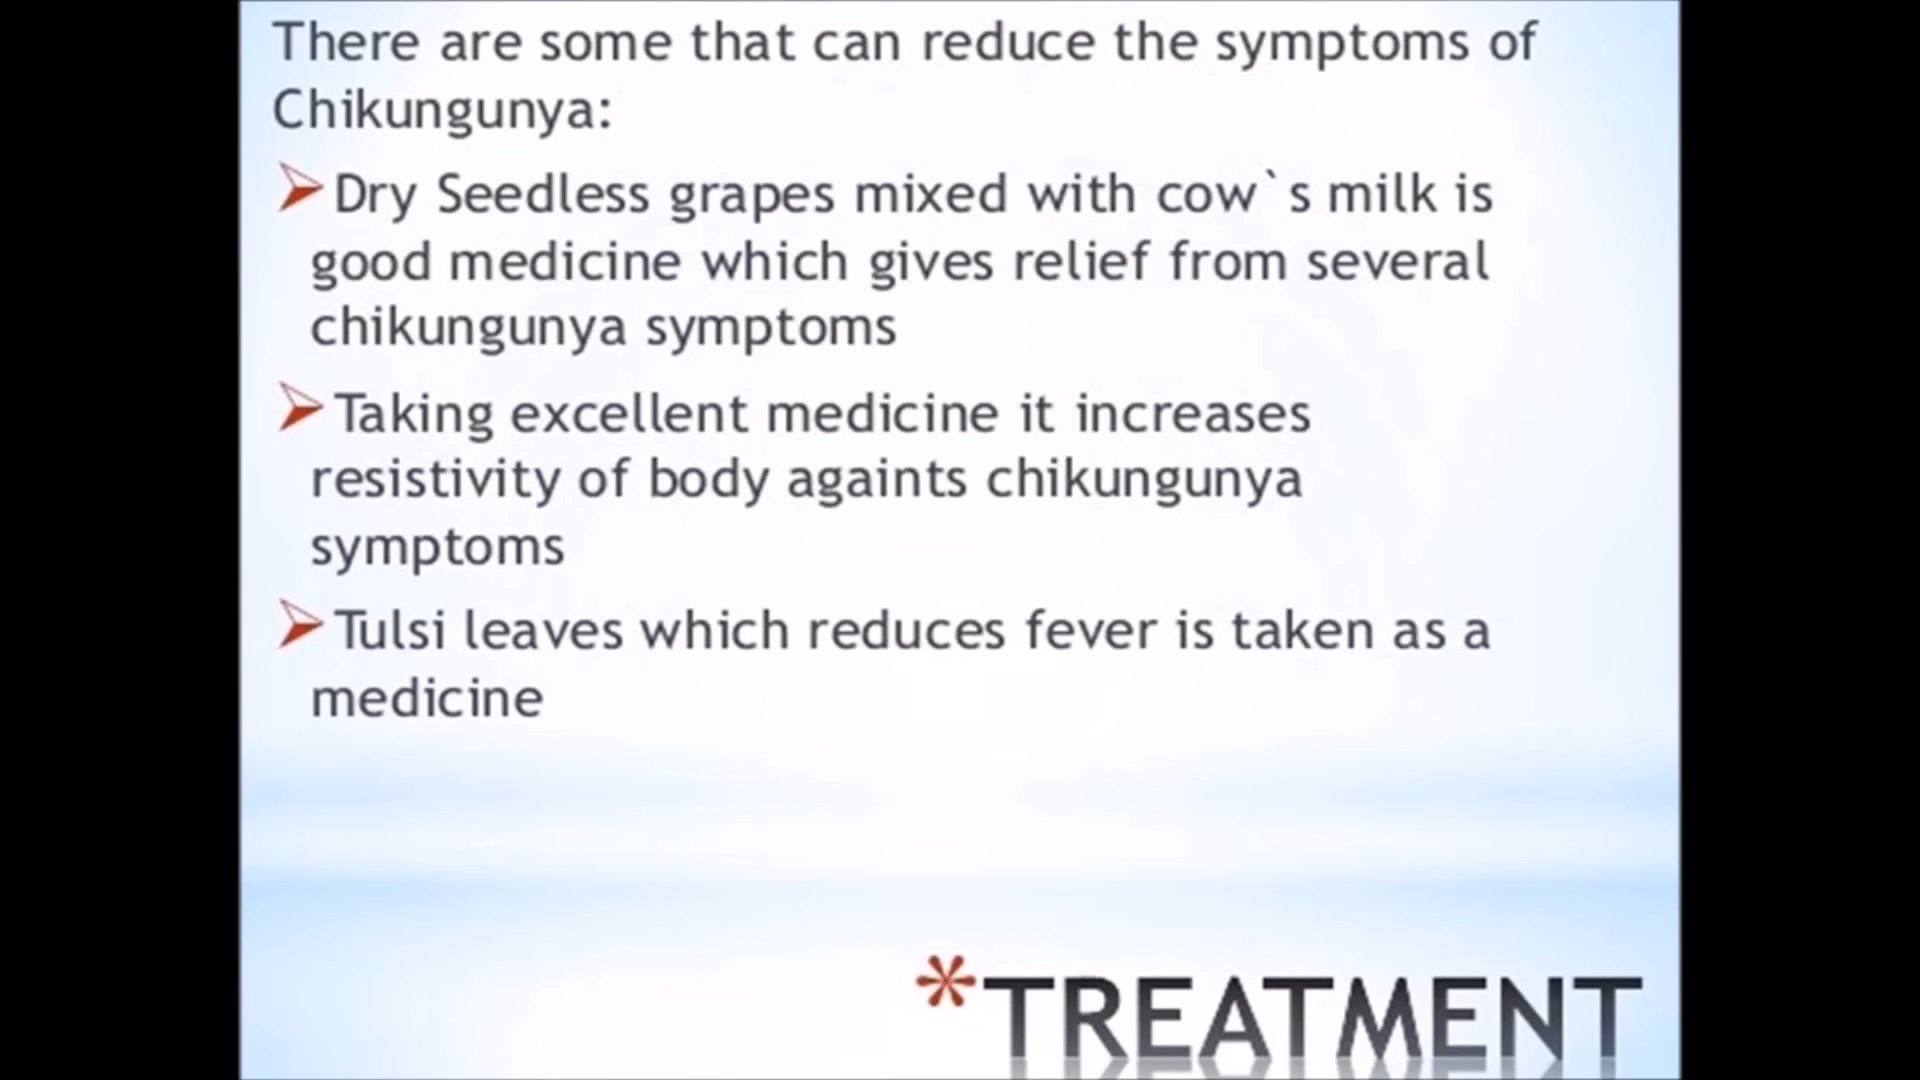 There are some that can reduce the symptoms of
Chikungunya:
Dry Seedless grapes mixed with cow`s milk is
good medicine which gives relief from several
chikungunya symptoms
Taking excellent medicine it increases
resistivity of body againts chikungunya
symptoms
Tulsi leaves which reduces fever is taken as a
medicine
*TREATMENT